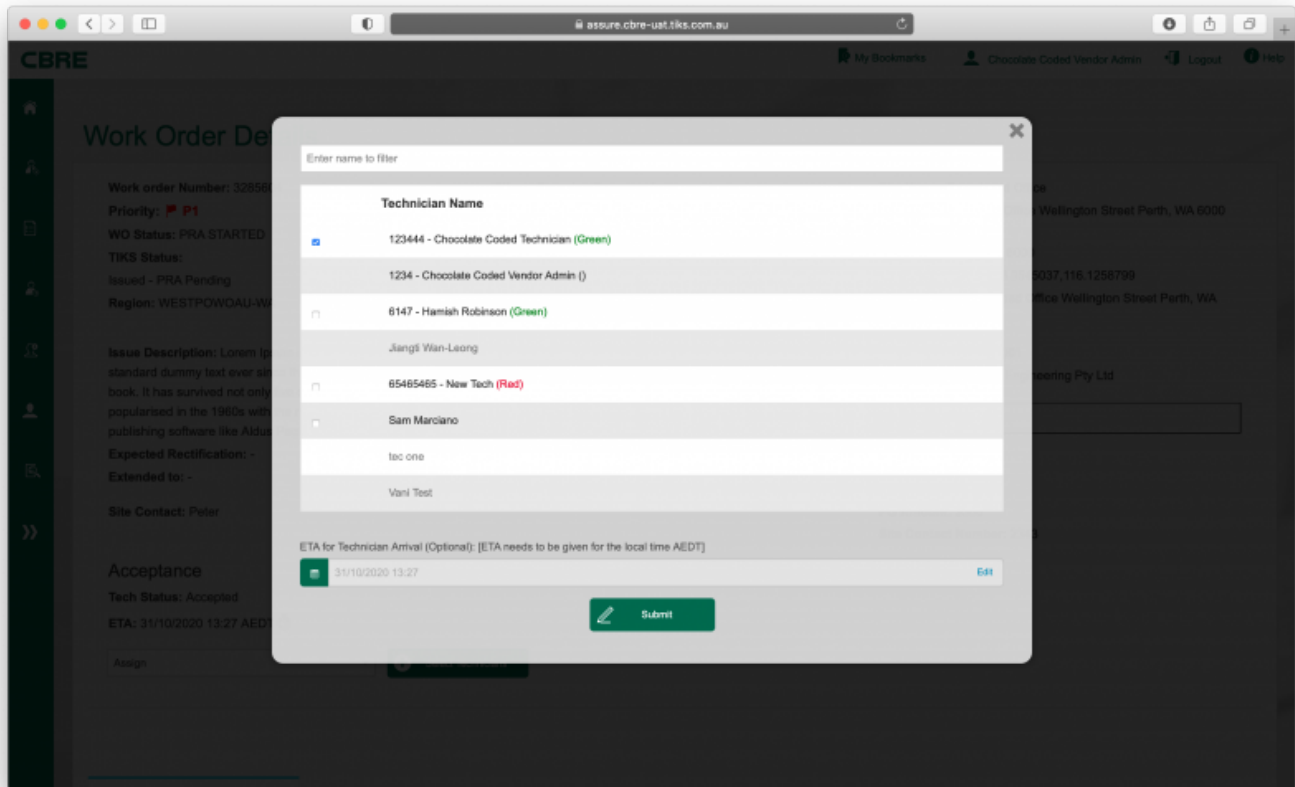 assure.cbre-uat.tiks.com.au
CBRE
My Bookmarks
Chocolate Coded Vendor Admin
Logout
Help
Work Order De
Work order Number: 32856
Priority: P1
WO Status: PRA STARTED
TIKS Status:
Issued - PRA Pending
Region: WESTPOWOAU-WA
Issue Description: Lorem Ip
standard dummy text ever sin
book. It has survived not only
popularised in the 1960s with
publishing software like Aldus
Expected Rectification: -
Extended to: -
Site Contact: Peter
Acceptance
Tech Status: Accepted
ETA: 31/10/2020 13:27 AEDT
Assign
Wellington Street Perth, WA 6000
5037,116.1258799
ffice Wellington Street Perth, WA
neering Pty Ltd
Enter name to filter
Technician Name
123444 - Chocolate Coded Technician (Green)
1234 - Chocolate Coded Vendor Admin ()
6147 - Hamish Robinson (Green)
Jiangti Wan-Leong
65465465 - New Tech (Red)
Sam Marciano
tec one
Vani Test
ETA for Technician Arrival (Optional): [ETA needs to be given for the local time AEDT]
31/10/2020 13:27
Edit
Submit